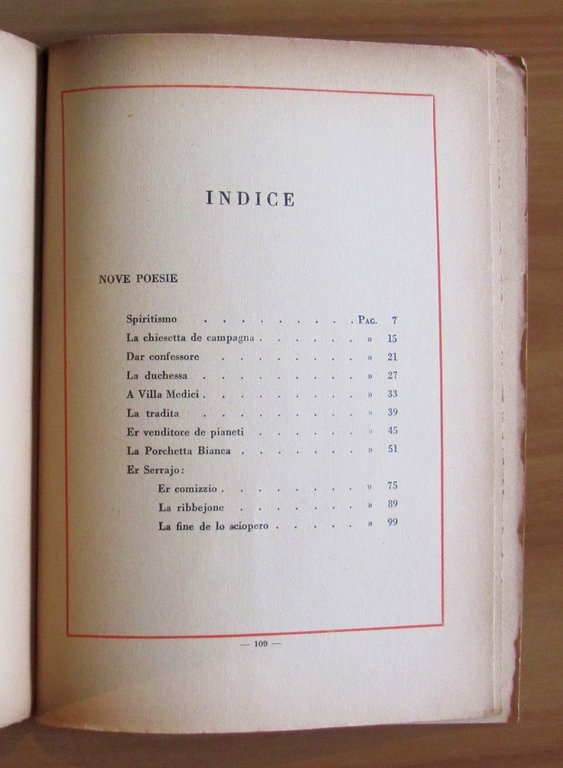 INDICE
NOVE POESIE
Spiritismo . . . . . . . . . Pag. 7
La chiesetta de campagna . . . . . . » 15
Dar confessore . . . . . . . » 21
La duchessa . . . . . . . . » 27
A Villa Medici . . . . . . . . » 33
La tradita . . . . . . . . » 39
Er venditore de pianeti . . . . . . » 45
La Porchetta Bianca . . . . . . . » 51
Er Serrajo:
Er comizzio . . . . . . . » 75
La ribbejone . . . . . . » 89
La fine de lo sciopero . . . . . » 99
— 109 —